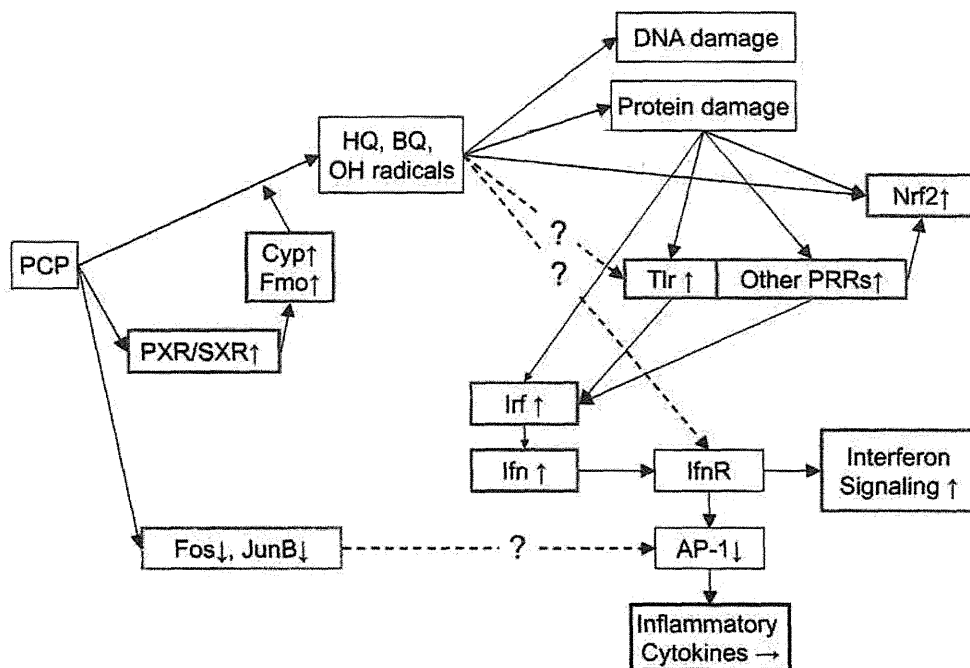 DNA damage
Protein damage
HQ, BQ,
OH radicals
Nrf2↑
?
?
PCP
Cyp↑
Fmo↑
Tlr ↑
Other PRRs↑
PXR/SXR↑
Irf ↑
Ifn ↑
IfnR
Interferon
Signaling ↑
Fos↓, JunB↓
?
AP-1↓
Inflammatory
Cytokines →